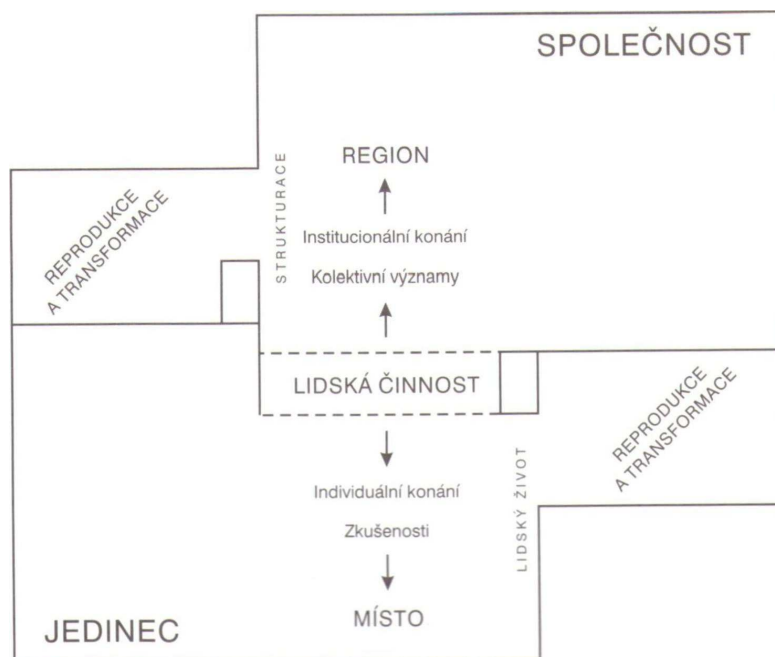 SPOLEČNOST
REGION
STRUKTURACE
REPRODUKCE
A TRANSFORMACE
Institucionální konání
Kolektivní významy
LIDSKÁ ČINNOST
REPRODUKCE
A TRANSFORMACE
LIDSKÝ ŽIVOT
Individuální konání
Zkušenosti
MÍSTO
JEDINEC